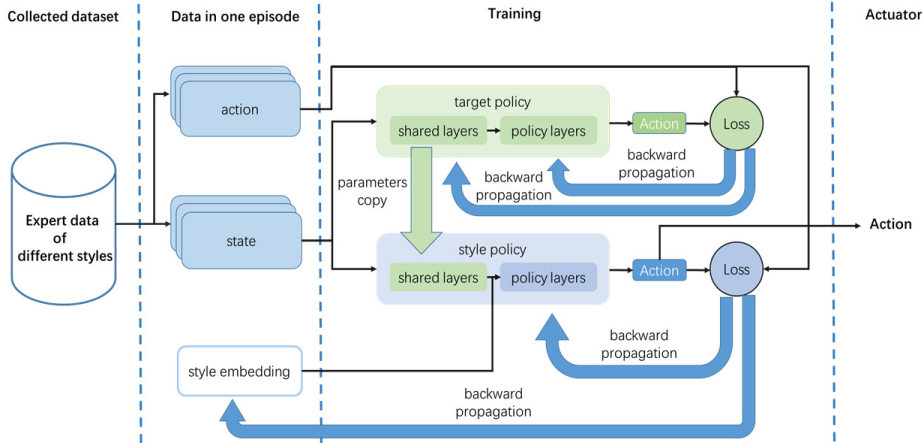 Collected dataset
Data in one episode
Training
Actuator
action
target policy
shared layers
policy layers
Action
Loss
backward
propagation
backward
propagation
parameters
copy
Expert data
of
different styles
state
style policy
shared layers
policy layers
Action
Loss
Action
backward
propagation
style embedding
backward
propagation